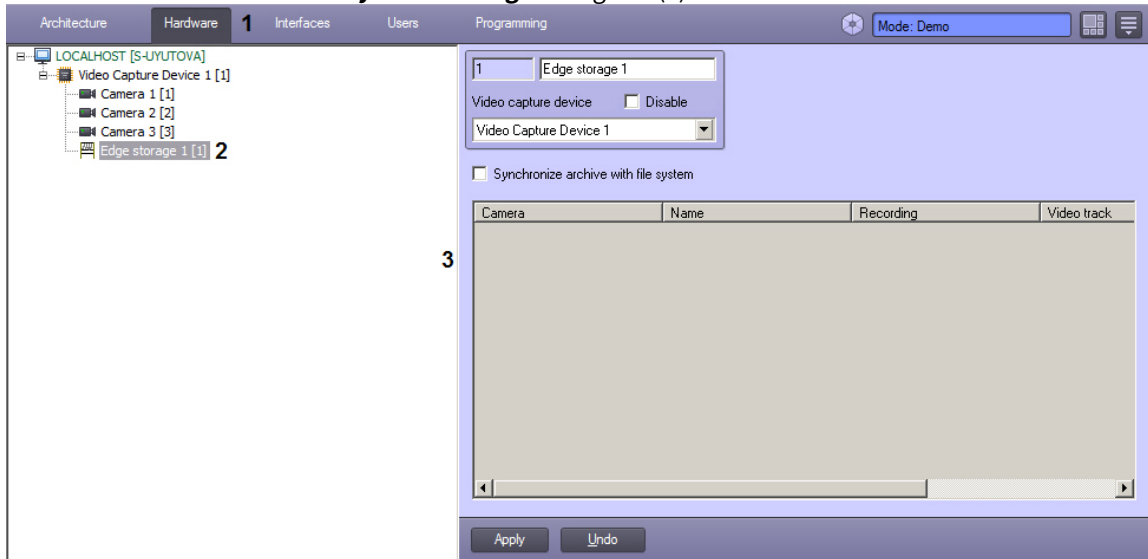 Architecture Hardware 1 Interfaces Users Programming Mode: Demo
LOCALHOST [S-UYUTOVA]
Video Capture Device 1 [1]
Camera 1 [1]
Camera 2 [2]
Camera 3 [3]
Edge storage 1 [1] 2
1 Edge storage 1
Video capture device Disable
Video Capture Device 1
Synchronize archive with file system
Camera Name Recording Video track
3
Apply Undo